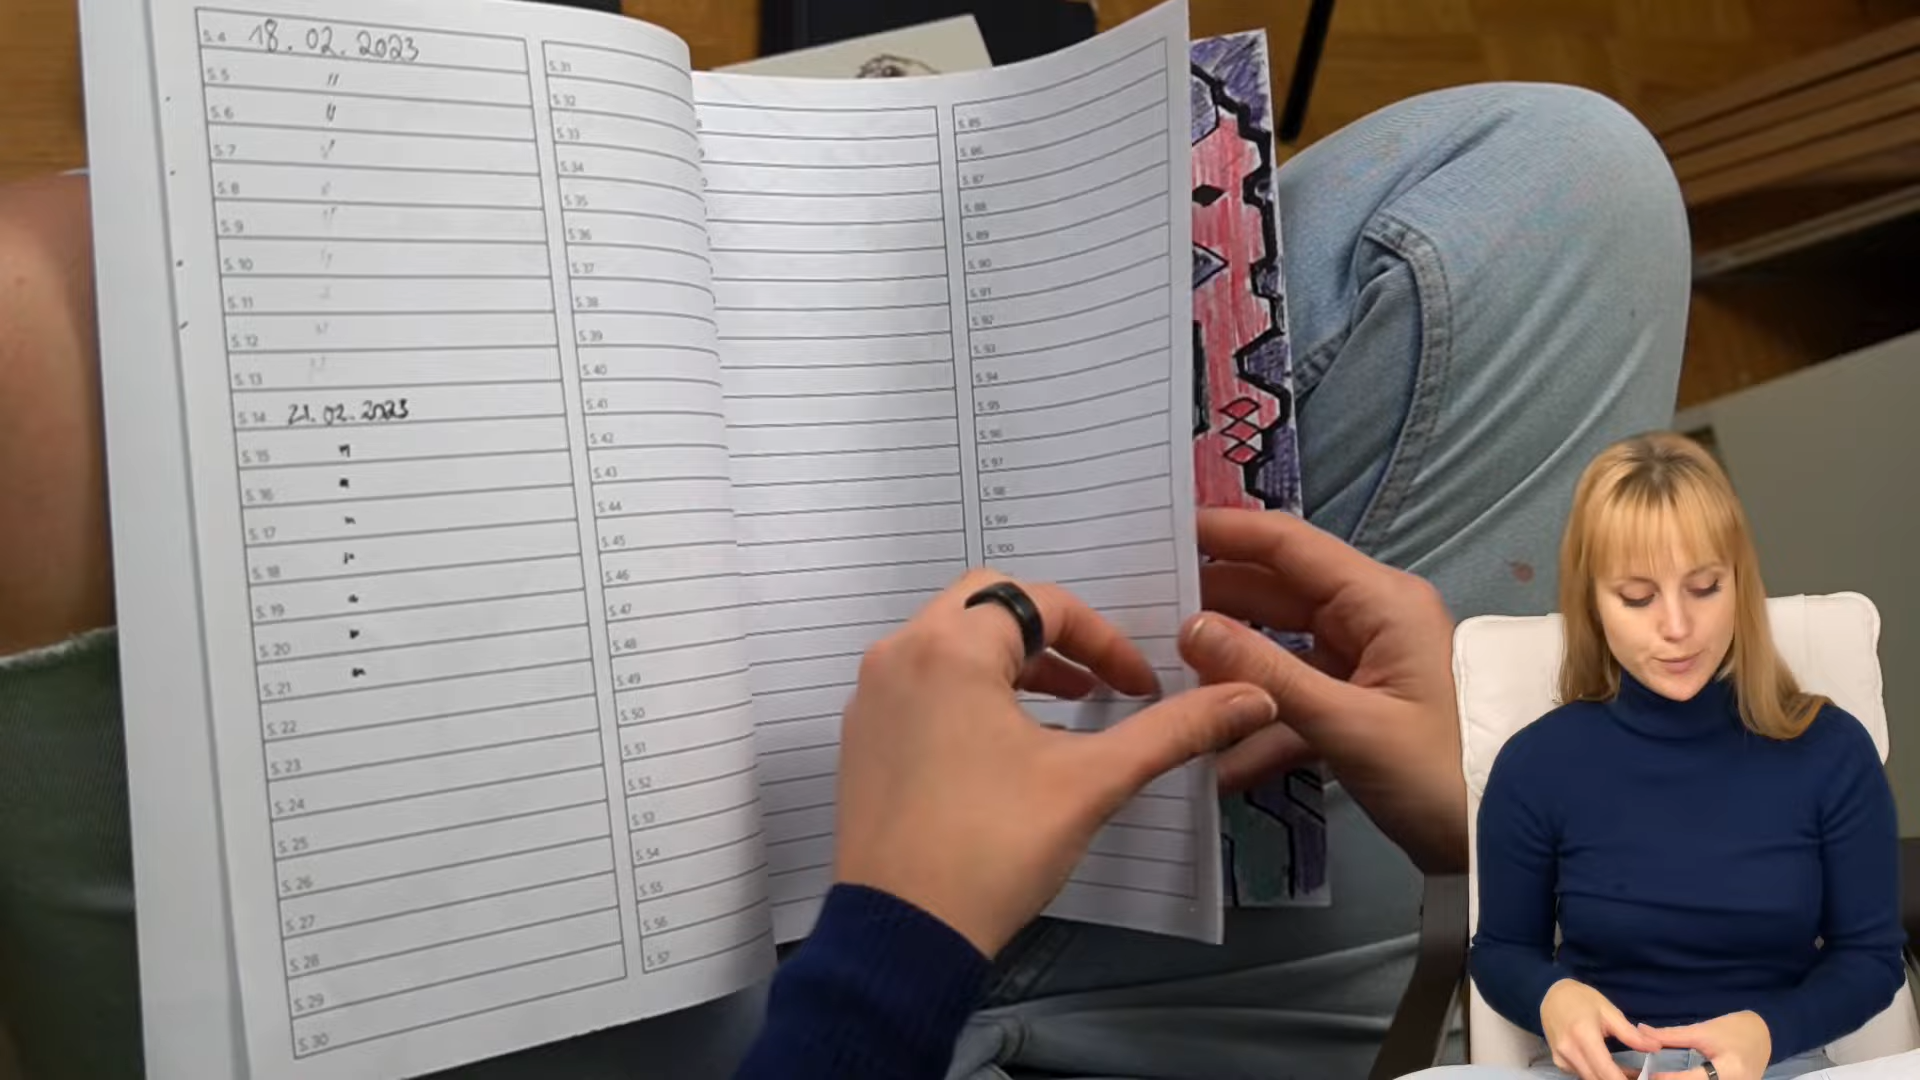 S. 4 18.02.2023
S. 5 "
S. 6 "
S. 7 "
S. 8 "
S. 9 "
S. 10 "
S. 11 "
S. 12 "
S. 13 "
S. 14 21.02.2023
S. 15 "
S. 16 "
S. 17 "
S. 18 "
S. 19 "
S. 20 "
S. 21 "
S. 22
S. 23
S. 24
S. 25
S. 26
S. 27
S. 28
S. 29
S. 30
S. 31
S. 32
S. 33
S. 34
S. 35
S. 36
S. 37
S. 38
S. 39
S. 40
S. 41
S. 42
S. 43
S. 44
S. 45
S. 46
S. 47
S. 48
S. 49
S. 50
S. 51
S. 52
S. 53
S. 54
S. 55
S. 56
S. 57
S. 85
S. 86
S. 87
S. 88
S. 89
S. 90
S. 91
S. 92
S. 93
S. 94
S. 95
S. 96
S. 97
S. 98
S. 99
S. 100